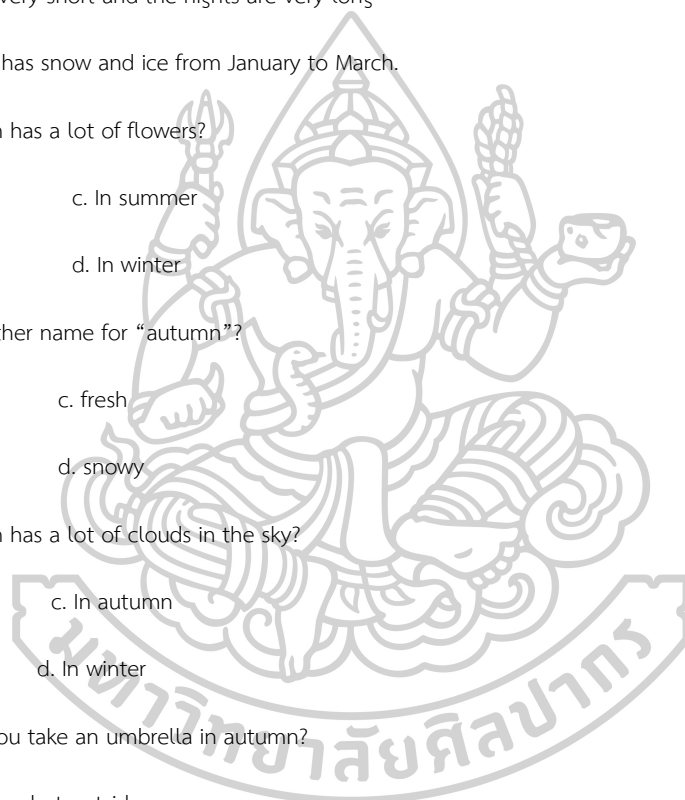 very short and the nights are very long
has snow and ice from January to March.
has a lot of flowers?
c. In summer
d. In winter
name for “autumn”?
c. fresh
d. snowy
has a lot of clouds in the sky?
c. In autumn
d. In winter
take an umbrella in autumn?
มหาวิทยาลัยศิลปากร